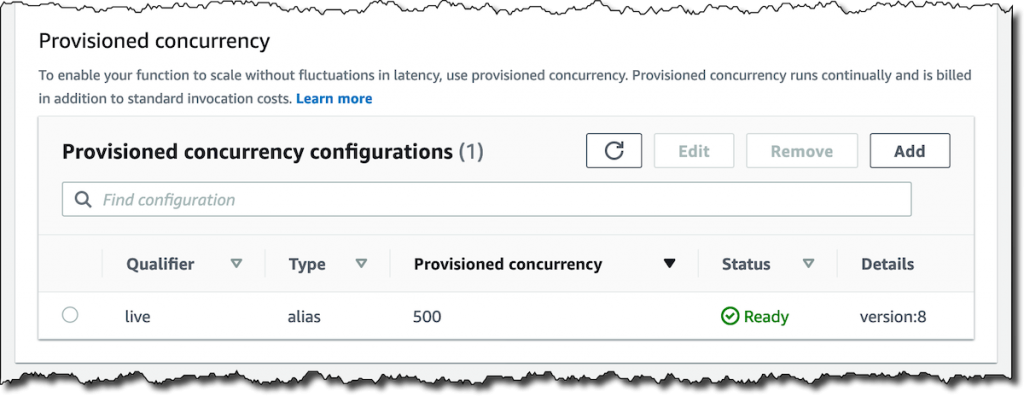 Provisioned concurrency
To enable your function to scale without fluctuations in latency, use provisioned concurrency. Provisioned concurrency runs continually and is billed
in addition to standard invocation costs. Learn more
Provisioned concurrency configurations (1) Edit Remove Add
Find configuration
Qualifier Type Provisioned concurrency Status Details
live alias 500 Ready version:8